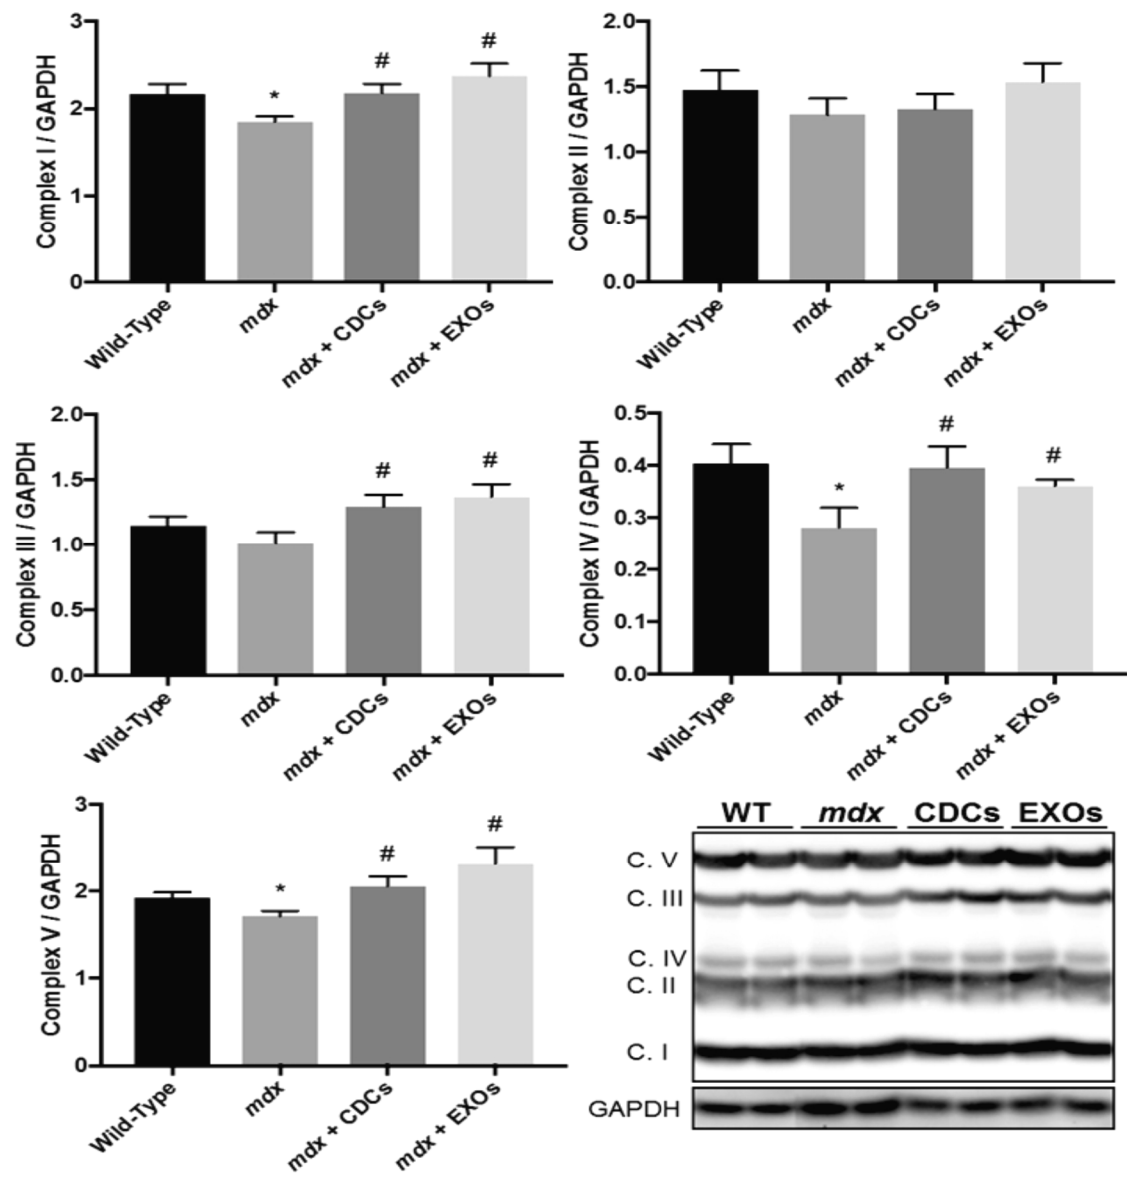 Complex I / GAPDH
3
2
1
0
*
#
#
Wild-Type
mdx
mdx + CDCs
mdx + EXOs
Complex II / GAPDH
2.0
1.5
1.0
0.5
0.0
Wild-Type
mdx
mdx + CDCs
mdx + EXOs
Complex III / GAPDH
2.0
1.5
1.0
0.5
0.0
#
#
Wild-Type
mdx
mdx + CDCs
mdx + EXOs
Complex IV / GAPDH
0.5
0.4
0.3
0.2
0.1
0.0
*
#
#
Wild-Type
mdx
mdx + CDCs
mdx + EXOs
Complex V / GAPDH
3
2
1
0
*
#
#
Wild-Type
mdx
mdx + CDCs
mdx + EXOs
WT mdx CDCs EXOs
C. V
C. III
C. IV
C. II
C. I
GAPDH